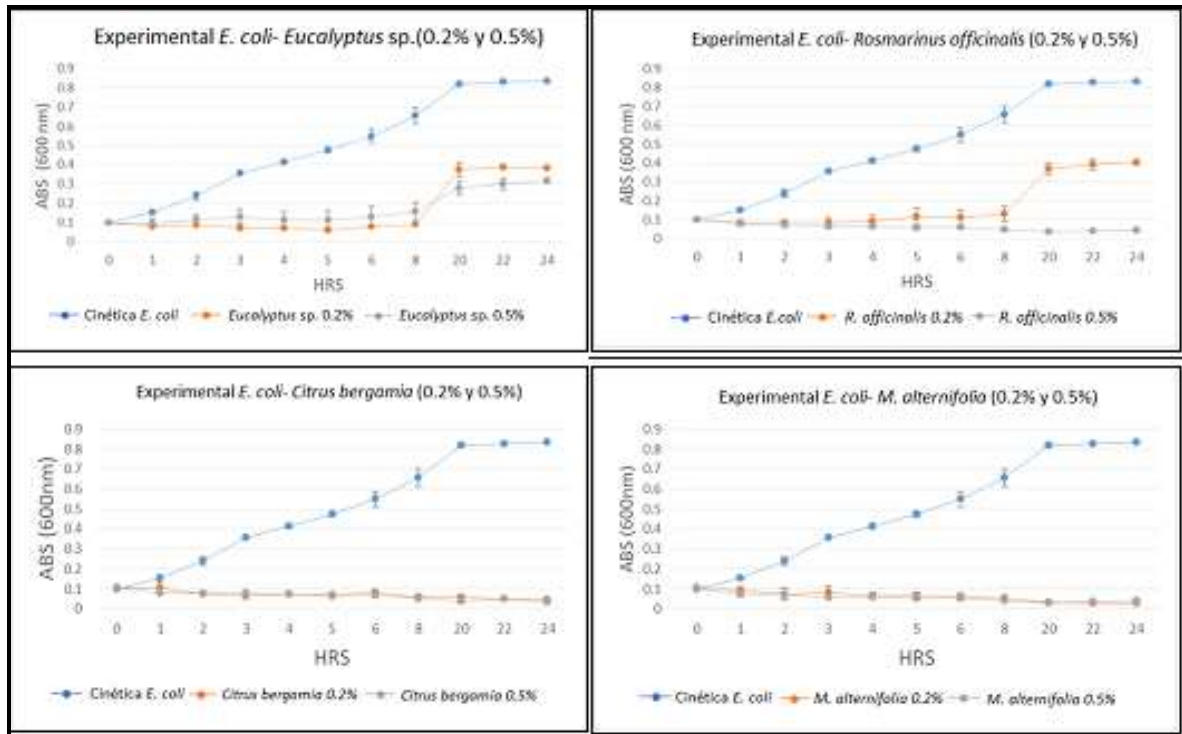 Experimental E. coli- Eucalyptus sp.(0.2% y 0.5%)
ABS (600 nm)
0.9
0.8
0.7
0.6
0.5
0.4
0.3
0.2
0.1
0
0 1 2 3 4 5 6 8 20 22 24
HRS
Cinética E. coli Eucalyptus sp. 0.2% Eucalyptus sp. 0.5%
Experimental E. coli- Rosmarinus officinalis (0.2% y 0.5%)
ABS (600 nm)
0.9
0.8
0.7
0.6
0.5
0.4
0.3
0.2
0.1
0
0 1 2 3 4 5 6 8 20 22 24
HRS
Cinética E.coli R. officinalis 0.2% R. officinalis 0.5%
Experimental E. coli- Citrus bergamia (0.2% y 0.5%)
ABS (600nm)
0.9
0.8
0.7
0.6
0.5
0.4
0.3
0.2
0.1
0
0 1 2 3 4 5 6 8 20 22 24
HRS
Cinética E. coli Citrus bergamia 0.2% Citrus bergamia 0.5%
Experimental E. coli- M. alternifolia (0.2% y 0.5%)
ABS (600nm)
0.9
0.8
0.7
0.6
0.5
0.4
0.3
0.2
0.1
0
0 1 2 3 4 5 6 8 20 22 24
HRS
Cinética E. coli M. alternifolia 0.2% M. alternifolia 0.5%